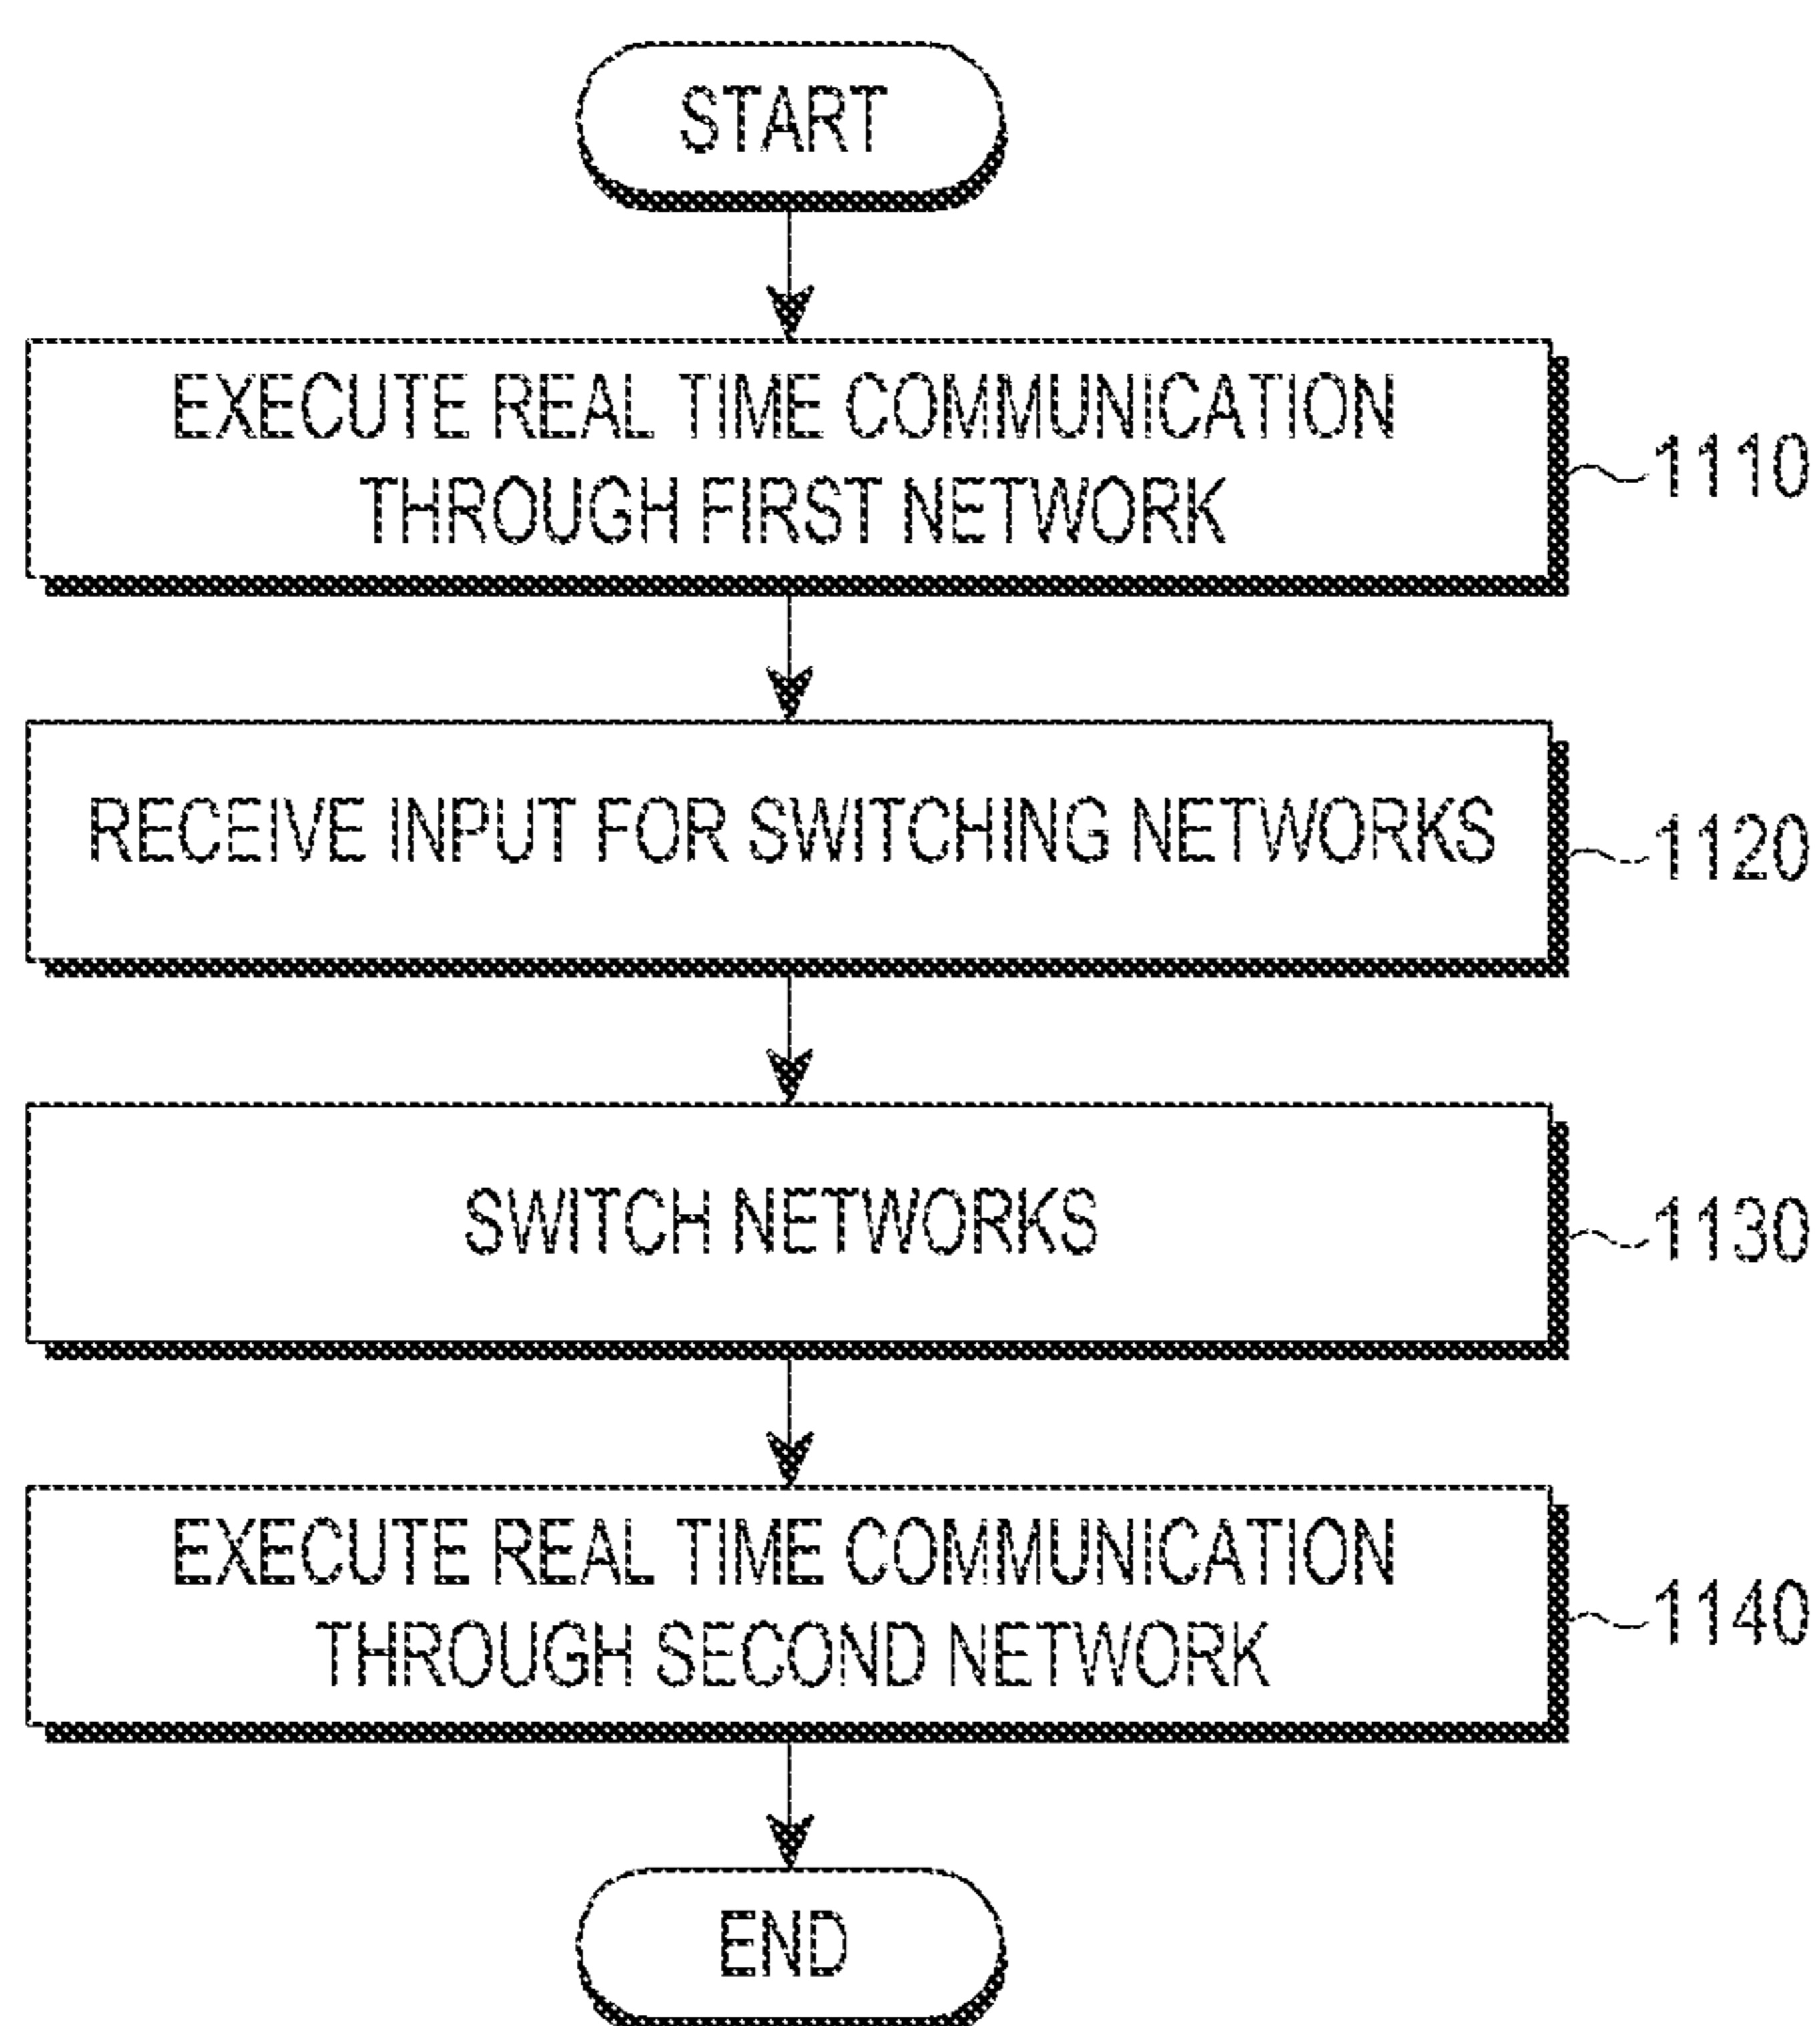 START
EXECUTE REAL TIME COMMUNICATION
THROUGH FIRST NETWORK
1110
RECEIVE INPUT FOR SWITCHING NETWORKS
1120
SWITCH NETWORKS
1130
EXECUTE REAL TIME COMMUNICATION
THROUGH SECOND NETWORK
1140
END